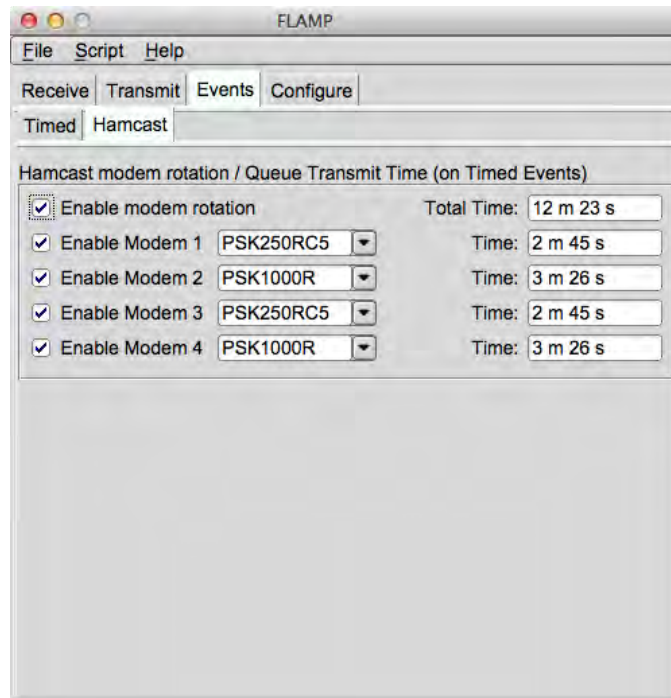 FLAMP
File Script Help
Receive Transmit Events Configure
Timed Hamcast
Hamcast modem rotation / Queue Transmit Time (on Timed Events)
Enable modem rotation Total Time: 12 m 23 s
Enable Modem 1 PSK250RC5 Time: 2 m 45 s
Enable Modem 2 PSK1000R Time: 3 m 26 s
Enable Modem 3 PSK250RC5 Time: 2 m 45 s
Enable Modem 4 PSK1000R Time: 3 m 26 s